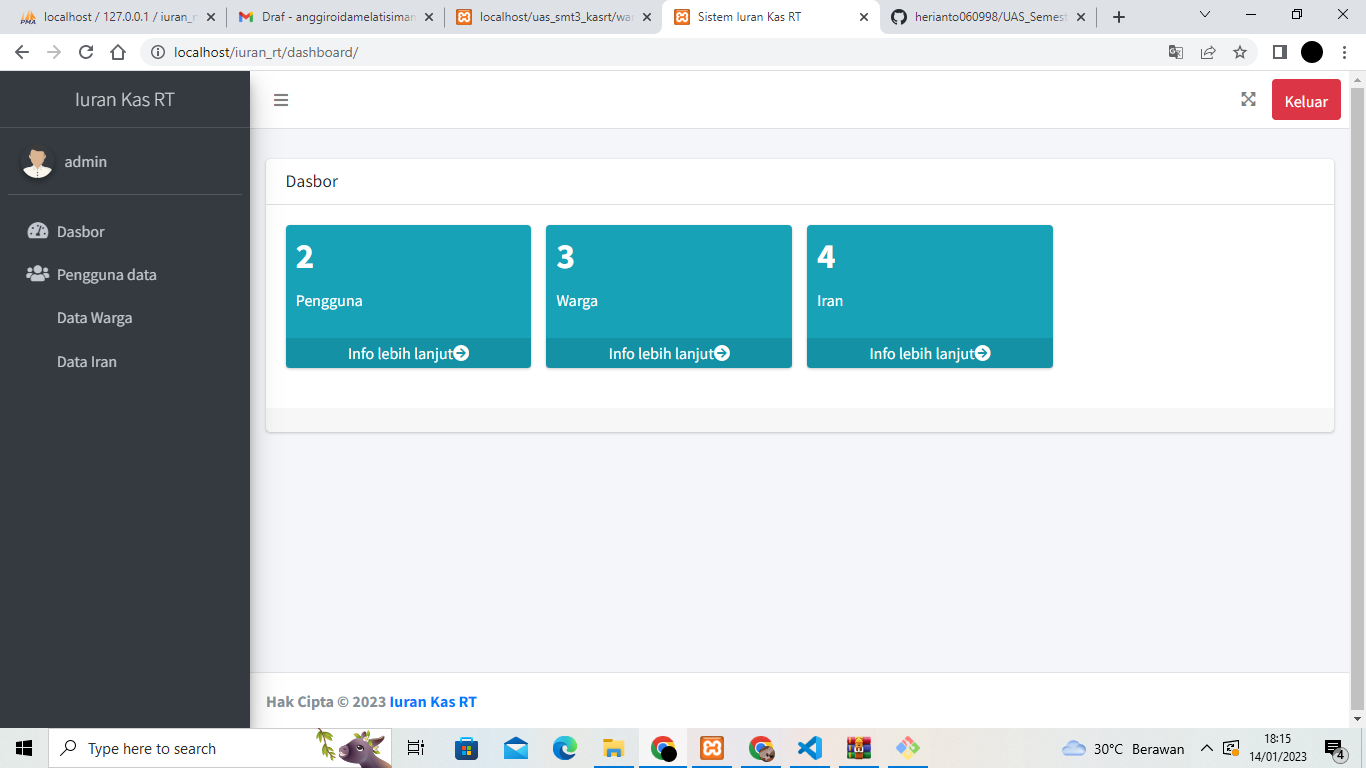 localhost / 127.0.0.1 / iuran_r
Draf - anggiroidamelatisiman
localhost/uas_smt3_kasrt/war
Sistem Iuran Kas RT
herianto060998/UAS_Semest
localhost/iuran_rt/dashboard/
Iuran Kas RT
Keluar
admin
Dasbor
Pengguna data
Data Warga
Data Iran
Dasbor
2
Pengguna
Info lebih lanjut
3
Warga
Info lebih lanjut
4
Iran
Info lebih lanjut
Hak Cipta © 2023 Iuran Kas RT
Type here to search
30°C Berawan
18:15
14/01/2023
4